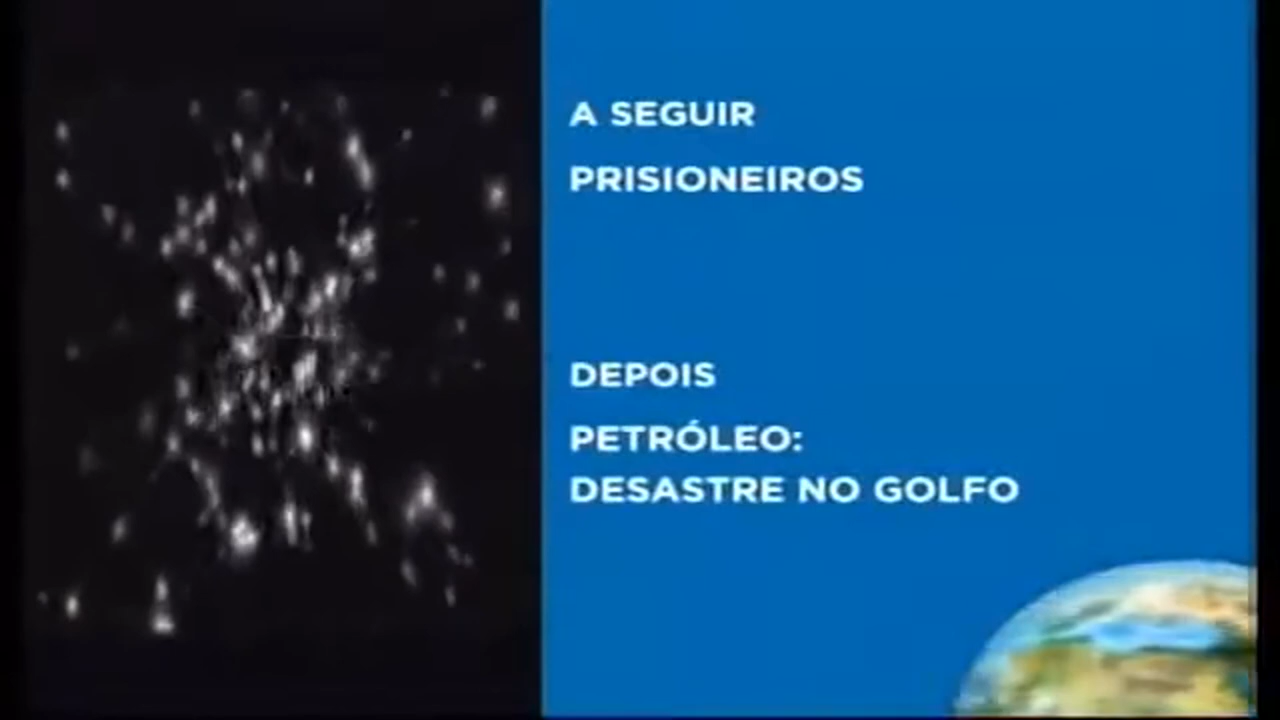 A SEGUIR
PRISIONEIROS
DEPOIS
PETRÓLEO:
DESASTRE NO GOLFO